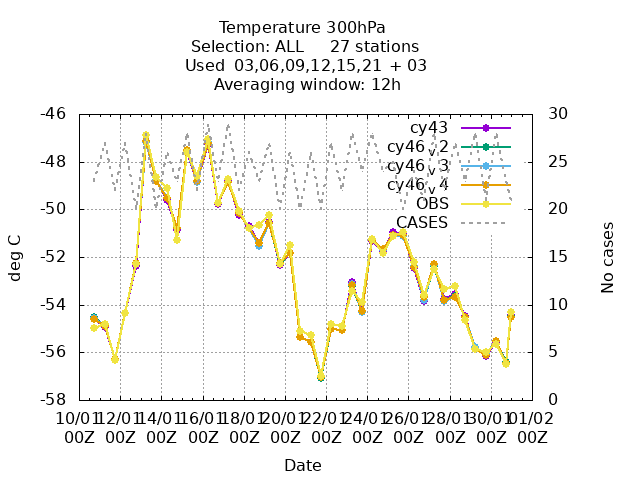 Temperature 300hPa
Selection: ALL     27 stations
Used 03,06,09,12,15,21 + 03
Averaging window: 12h
-46
-48
-50
-52
-54
-56
-58
deg C
30
25
20
15
10
5
0
No cases
cy43
cy46_v_2
cy46_v_3
cy46_v_4
OBS
CASES
10/01 12/01 14/01 16/01 18/01 20/01 22/01 24/01 26/01 28/01 30/01 01/02
00Z 00Z 00Z 00Z 00Z 00Z 00Z 00Z 00Z 00Z 00Z 00Z
Date